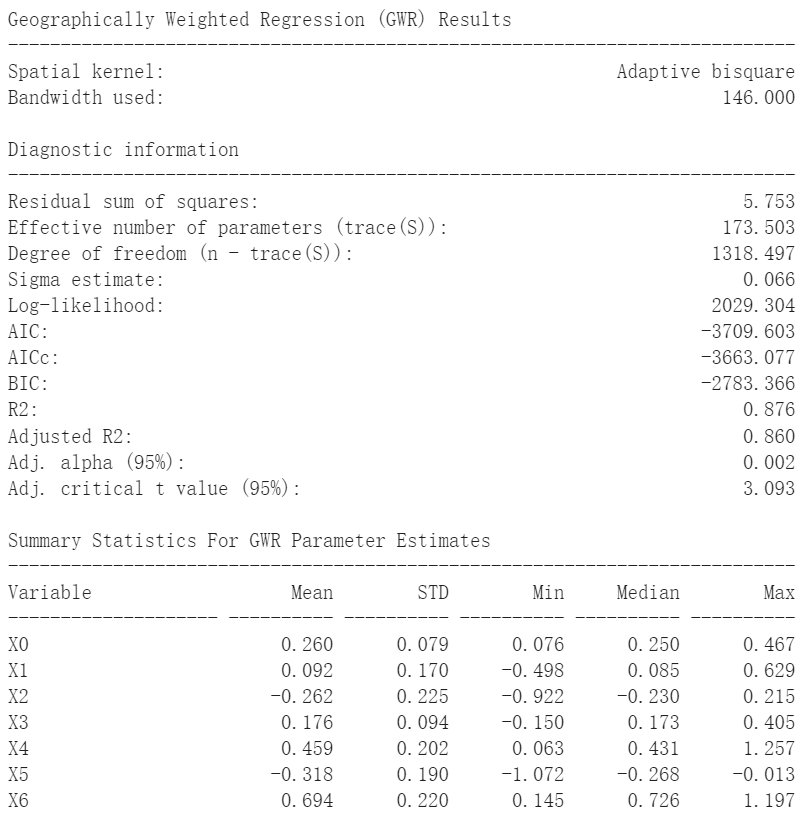 Geographically Weighted Regression (GWR) Results
---------------------------------------------------------------------------
Spatial kernel: Adaptive bisquare
Bandwidth used: 146.000
Diagnostic information
---------------------------------------------------------------------------
Residual sum of squares: 5.753
Effective number of parameters (trace(S)): 173.503
Degree of freedom (n - trace(S)): 1318.497
Sigma estimate: 0.066
Log-likelihood: 2029.304
AIC: -3709.603
AICc: -3663.077
BIC: -2783.366
R2: 0.876
Adjusted R2: 0.860
Adj. alpha (95%): 0.002
Adj. critical t value (95%): 3.093
Summary Statistics For GWR Parameter Estimates
---------------------------------------------------------------------------
Variable Mean STD Min Median Max
-------------------- ---------- ---------- ---------- ---------- ----------
X0 0.260 0.079 0.076 0.250 0.467
X1 0.092 0.170 -0.498 0.085 0.629
X2 -0.262 0.225 -0.922 -0.230 0.215
X3 0.176 0.094 -0.150 0.173 0.405
X4 0.459 0.202 0.063 0.431 1.257
X5 -0.318 0.190 -1.072 -0.268 -0.013
X6 0.694 0.220 0.145 0.726 1.197